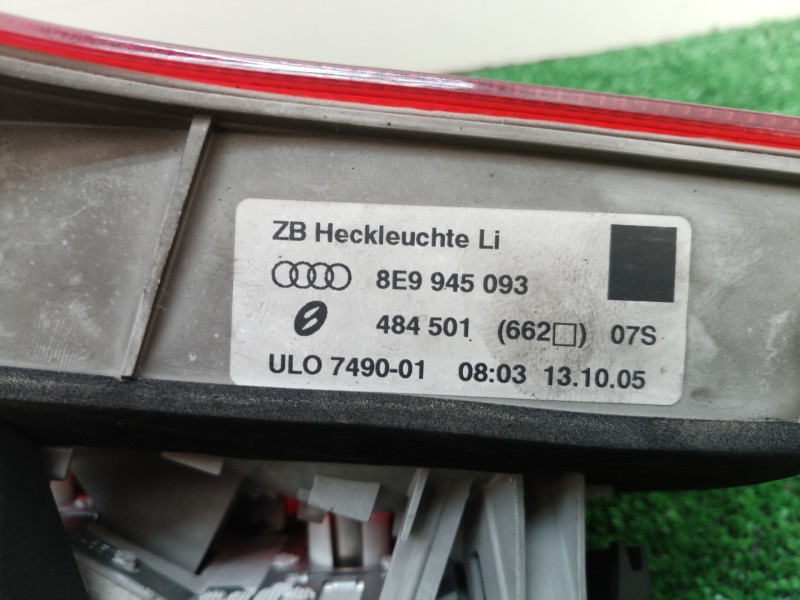 ZB Heckleuchte Li
8E9 945 093
484 501 (662□) 07S
ULO 7490-01 08:03 13.10.05